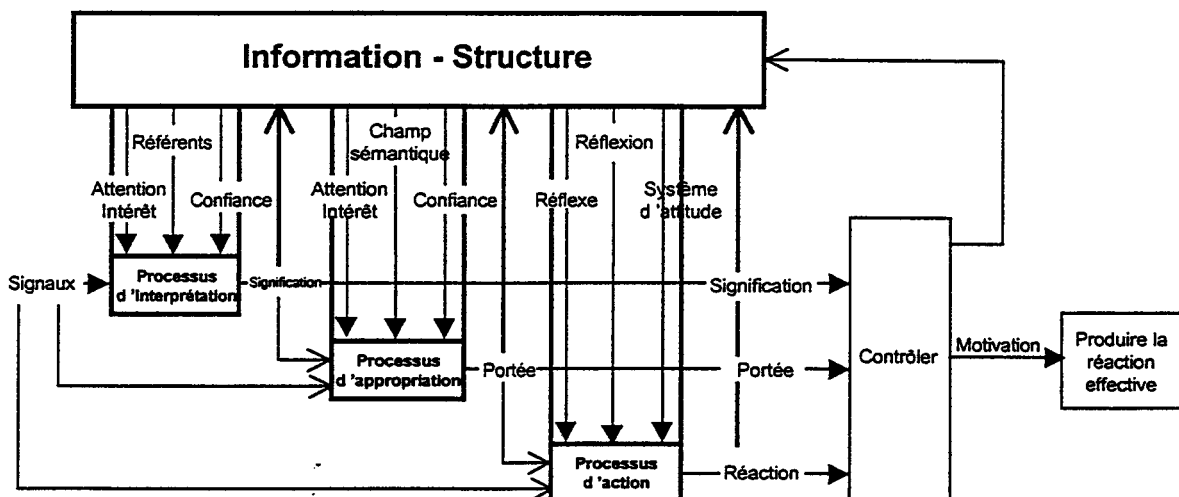 Information - Structure
Référents
Champ
sémantique
Réflexion
Attention
Intérêt
Confiance
Attention
Intérêt
Confiance
Réflexe
Système
d 'attitude
Signaux
Processus
d 'Interprétation
Signification
Signification
Processus
d 'appropriation
Portée
Portée
Contrôler
Motivation
Produire la
réaction
effective
Processus
d 'action
Réaction